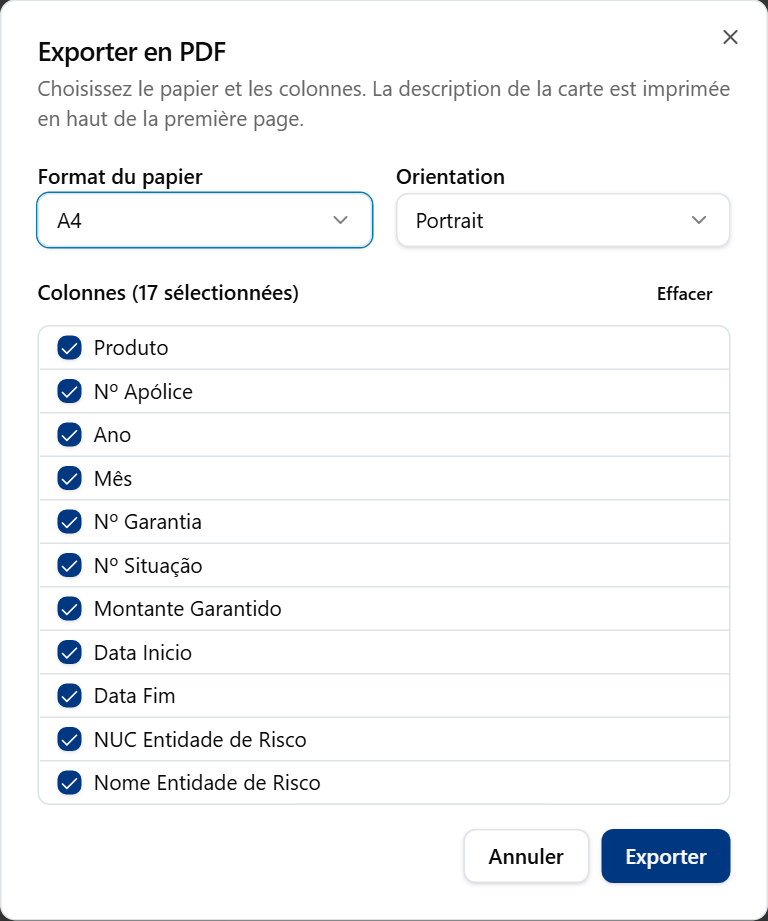 Exporter en PDF
Choisissez le papier et les colonnes. La description de la carte est imprimée
en haut de la première page.
Format du papier
Orientation
A4
Portrait
Colonnes (17 sélectionnées)
Effacer
Produto
Nº Apólice
Ano
Mês
Nº Garantia
Nº Situação
Montante Garantido
Data Inicio
Data Fim
NUC Entidade de Risco
Nome Entidade de Risco
Annuler
Exporter